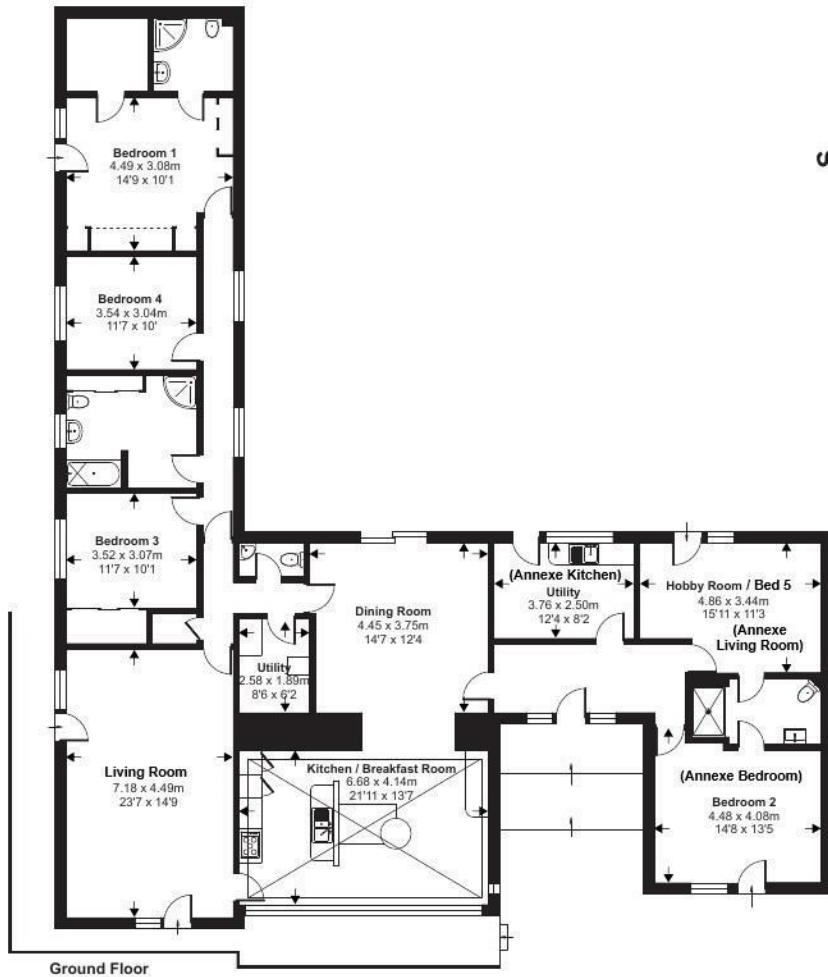 Bedroom 1
4.49 x 3.08m
14'9 x 10'1
S
Bedroom 4
3.54 x 3.04m
11'7 x 10'
Bedroom 3
3.52 x 3.07m
11'7 x 10'1
Dining Room
4.45 x 3.75m
14'7 x 12'4
(Annexe Kitchen)
Utility
3.76 x 2.50m
12'4 x 8'2
Hobby Room / Bed 5
4.86 x 3.44m
15'11 x 11'3
(Annexe
Living Room)
Utility
2.58 x 1.89m
8'6 x 6'2
Living Room
7.18 x 4.49m
23'7 x 14'9
Kitchen / Breakfast Room
6.68 x 4.14m
21'11 x 13'7
(Annexe Bedroom)
Bedroom 2
4.48 x 4.08m
14'8 x 13'5
Ground Floor